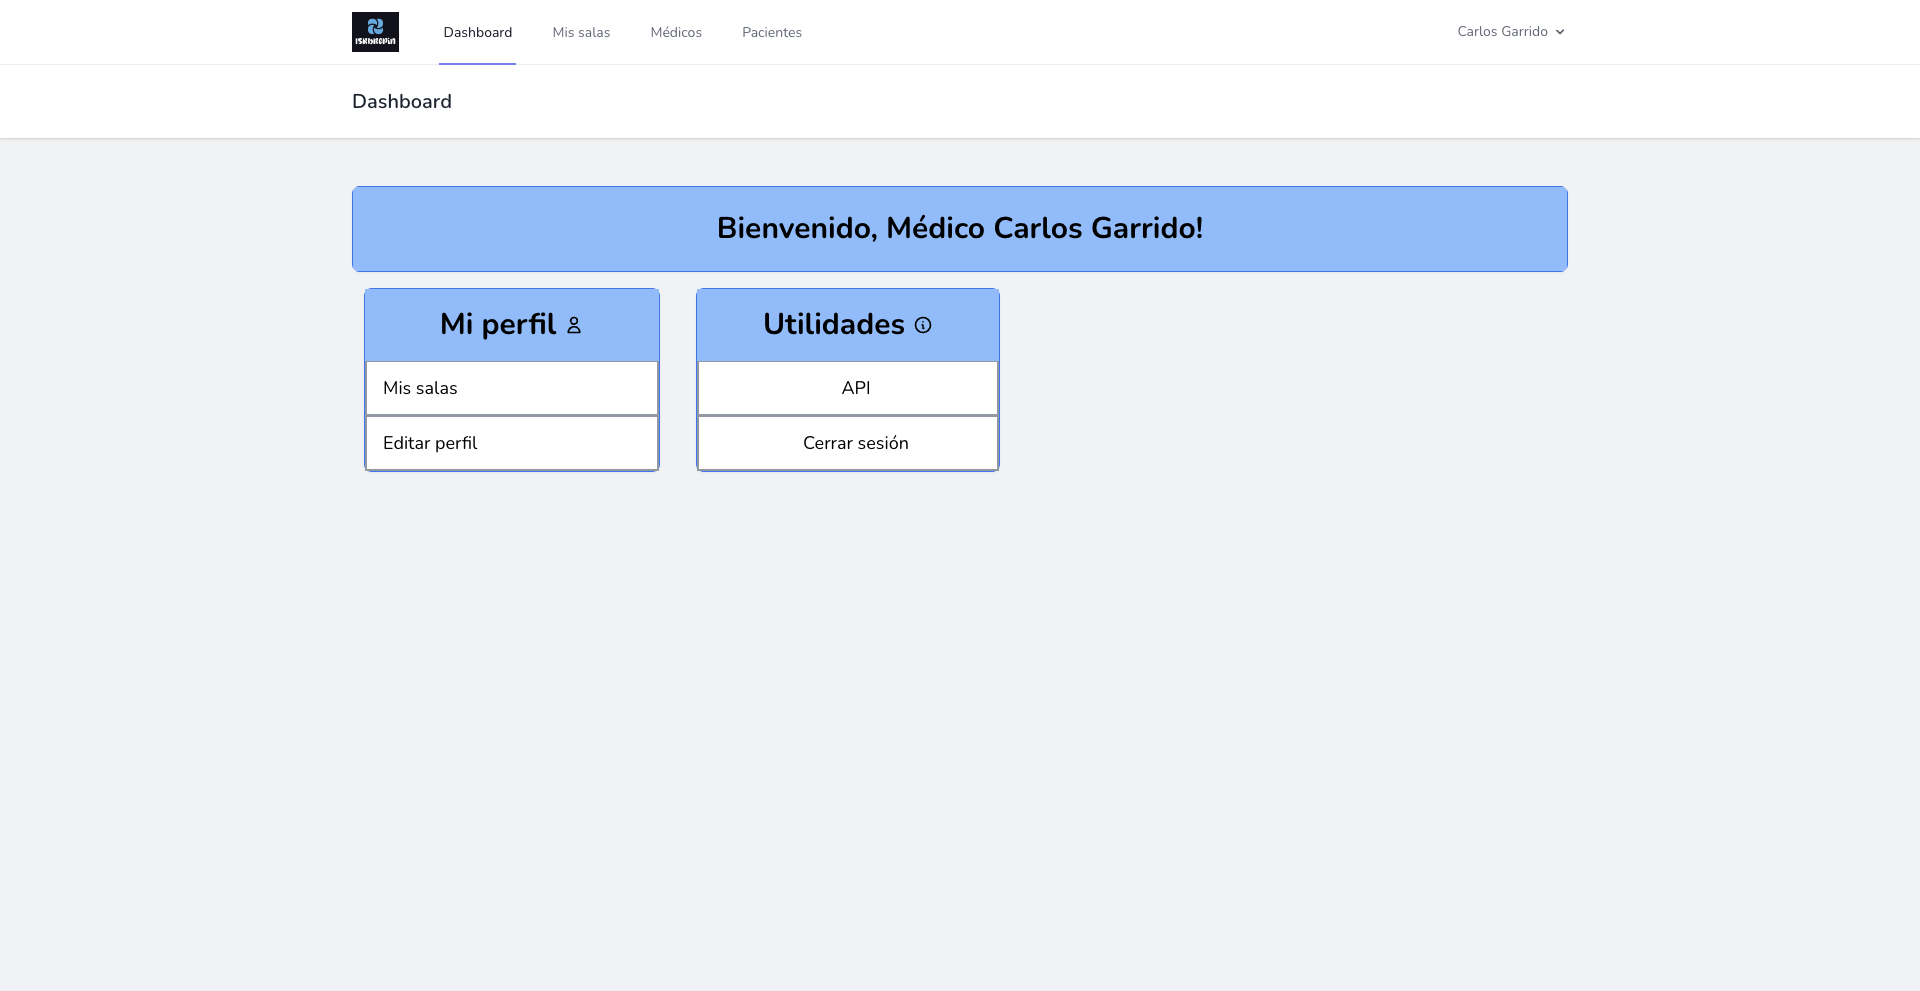 Dashboard Mis salas Médicos Pacientes Carlos Garrido
Dashboard
Bienvenido, Médico Carlos Garrido!
Mi perfil
Mis salas
Editar perfil
Utilidades
API
Cerrar sesión